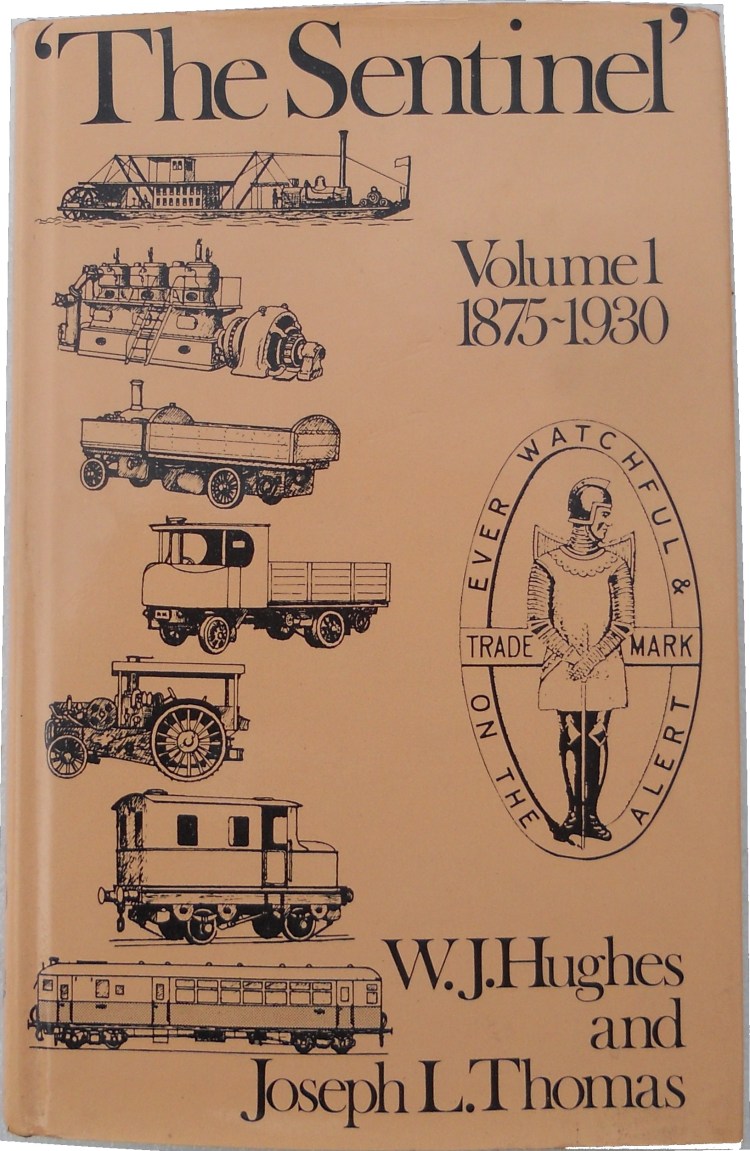 ‘The Sentinel’
Volume 1
1875~1930
EVER WATCHFUL &
TRADE MARK
ON THE ALERT
W.J.Hughes
and
Joseph L.Thomas